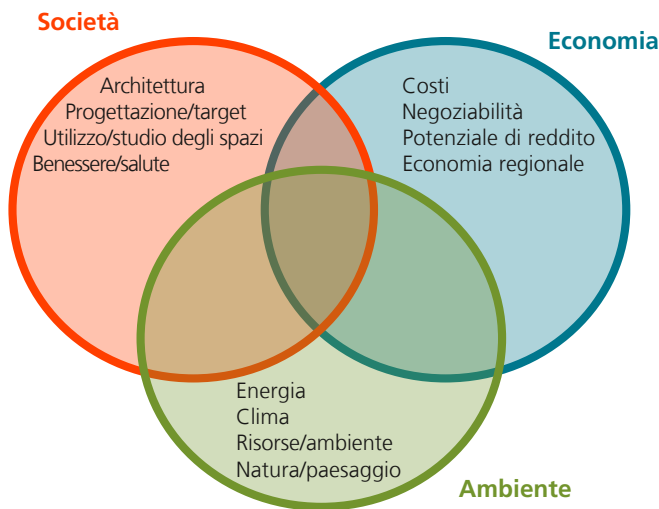 Società
Architettura
Progettazione/target
Utilizzo/studio degli spazi
Benessere/salute
Economia
Costi
Negoziabilità
Potenziale di reddito
Economia regionale
Energia
Clima
Risorse/ambiente
Natura/paesaggio
Ambiente